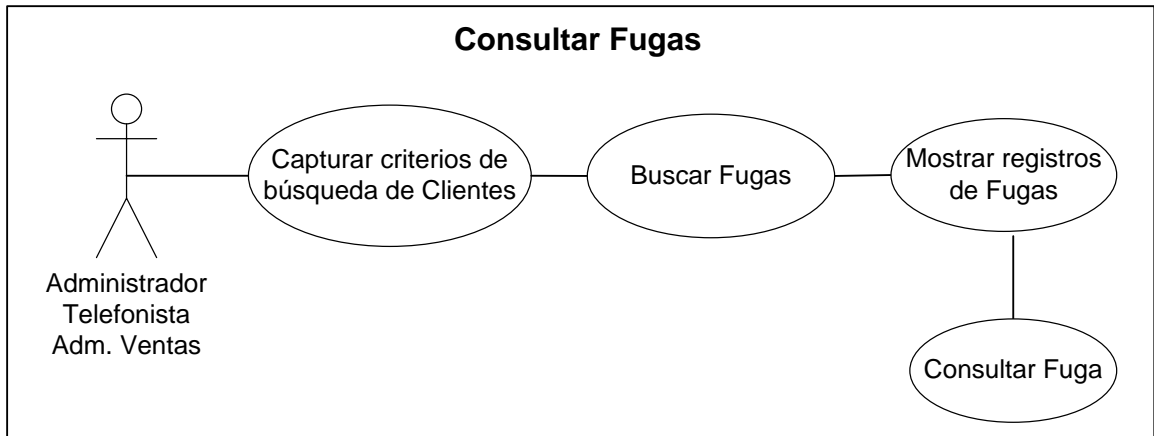 Consultar Fugas
Capturar criterios de
búsqueda de Clientes
Buscar Fugas
Mostrar registros
de Fugas
Administrador
Telefonista
Adm. Ventas
Consultar Fuga